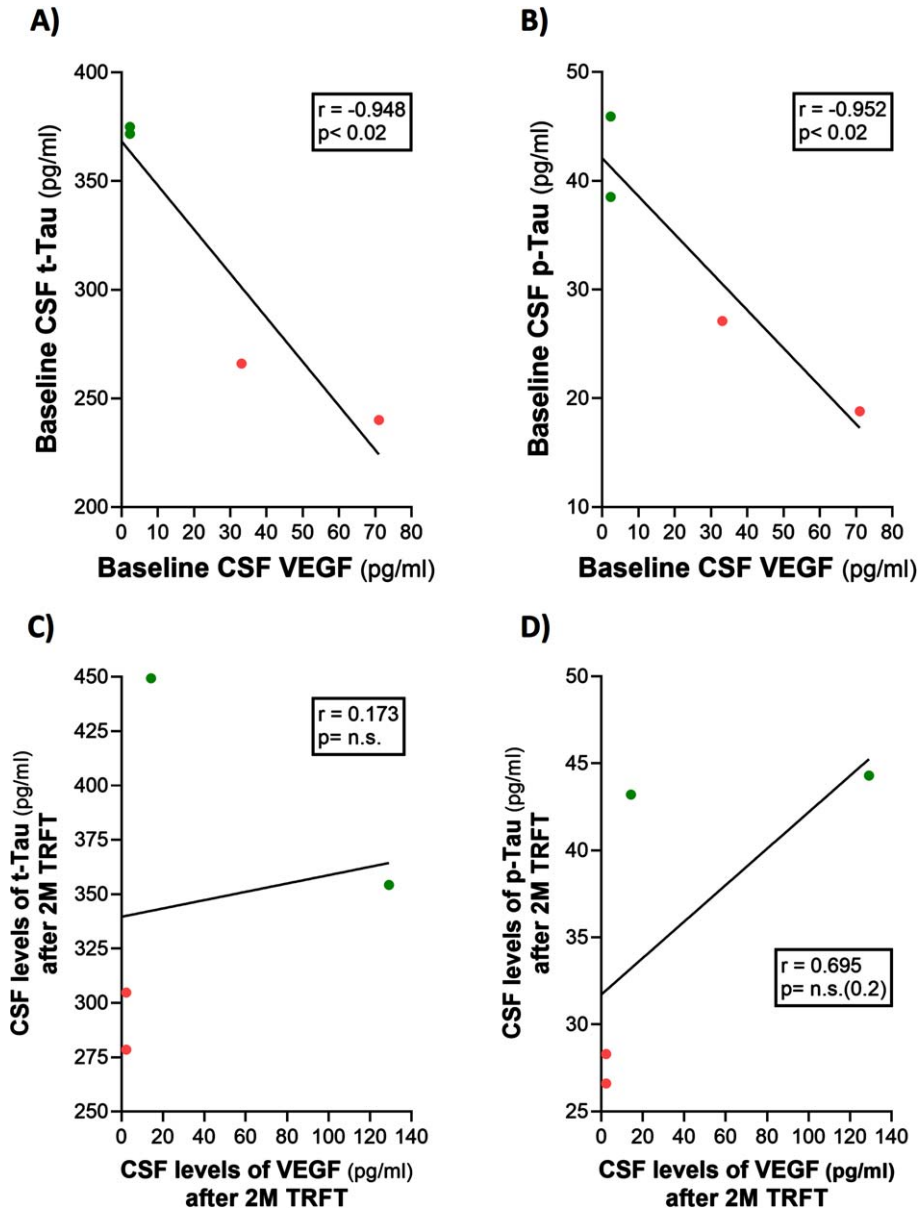 A)
Baseline CSF t-Tau (pg/ml)
400
350
300
250
200
r = -0.948
p< 0.02
0 10 20 30 40 50 60 70 80
Baseline CSF VEGF (pg/ml)
B)
Baseline CSF p-Tau (pg/ml)
50
40
30
20
10
r = -0.952
p< 0.02
0 10 20 30 40 50 60 70 80
Baseline CSF VEGF (pg/ml)
C)
CSF levels of t-Tau (pg/ml)
after 2M TRFT
450
425
400
375
350
325
300
275
250
r = 0.173
p= n.s.
0 20 40 60 80 100 120 140
CSF levels of VEGF (pg/ml)
after 2M TRFT
D)
CSF levels of p-Tau (pg/ml)
after 2M TRFT
50
45
40
35
31
29
25
r = 0.695
p= n.s.(0.2)
0 20 40 60 80 100 120 140
CSF levels of VEGF (pg/ml)
after 2M TRFT